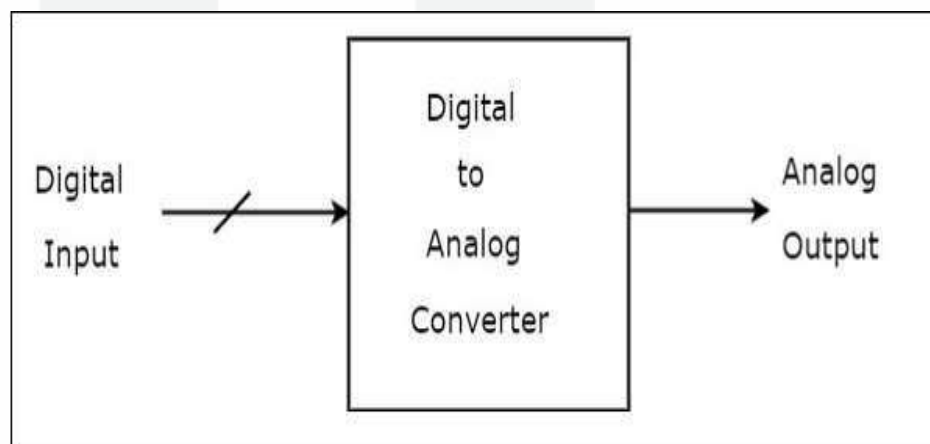 Digital
Input
Digital
to
Analog
Converter
Analog
Output